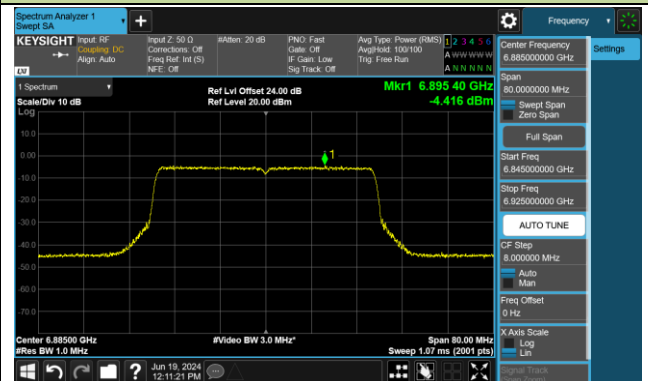 Spectrum Analyzer 1
Swept SA
Frequency
KEYSIGHT
Input: RF
Coupling: DC
Align: Auto
Input Z: 50 Ω
Corrections: Off
Freq Ref: Int (S)
NFE: Off
#Atten: 20 dB
PNO: Fast
Gate: Off
IF Gain: Low
Sig Track: Off
Avg Type: Power (RMS)
Avg|Hold: 100/100
Trig: Free Run
1 2 3 4 5 6
A W W W W W
A N N N N N
LXI
1 Spectrum
Scale/Div 10 dB
Log
Ref Lvl Offset 24.00 dB
Ref Level 20.00 dBm
Mkr1 6.895 40 GHz
-4.416 dBm
1
10.0
0.00
-10.0
-20.0
-30.0
-40.0
-50.0
-60.0
-70.0
Center 6.88500 GHz
#Res BW 1.0 MHz
#Video BW 3.0 MHz*
Span 80.00 MHz
Sweep 1.07 ms (2001 pts)
Jun 19, 2024
12:11:21 PM
Center Frequency
6.885000000 GHz
Settings
Span
80.0000000 MHz
Swept Span
Zero Span
Full Span
Start Freq
6.845000000 GHz
Stop Freq
6.925000000 GHz
AUTO TUNE
CF Step
8.000000 MHz
Auto
Man
Freq Offset
0 Hz
X Axis Scale
Log
Lin
Signal Track